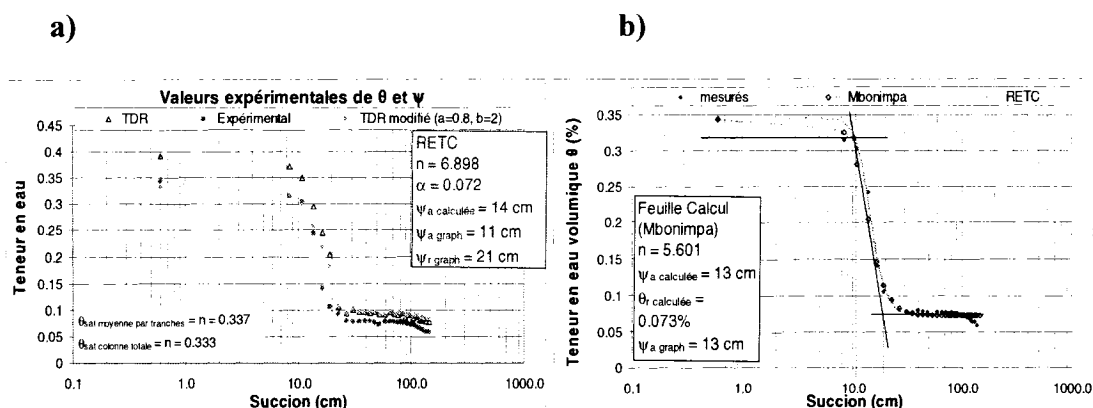 a)
Valeurs expérimentales de θ et ψ
TDR
Expérimental
TDR modifié (a=0.8, b=2)
Teneur en eau
0.45
0.4
0.35
0.3
0.25
0.2
0.15
0.1
0.05
0
RETC
n = 6.898
α = 0.072
ψa calculée = 14 cm
ψa graph = 11 cm
ψr graph = 21 cm
θsat moyenne par tranches = n = 0.337
θsat colonne totale = n = 0.333
0.1
1.0
10.0
100.0
1000.0
Succion (cm)
b)
mesurés
Mbonimpa
RETC
Teneur en eau volumique θ (%)
0.35
0.3
0.25
0.2
0.15
0.1
0.05
0
Feuille Calcul
(Mbonimpa)
n = 5.601
ψa calculée = 13 cm
θr calculée =
0.073%
ψa graph = 13 cm
0.1
1.0
10.0
100.0
1000.0
Succion (cm)